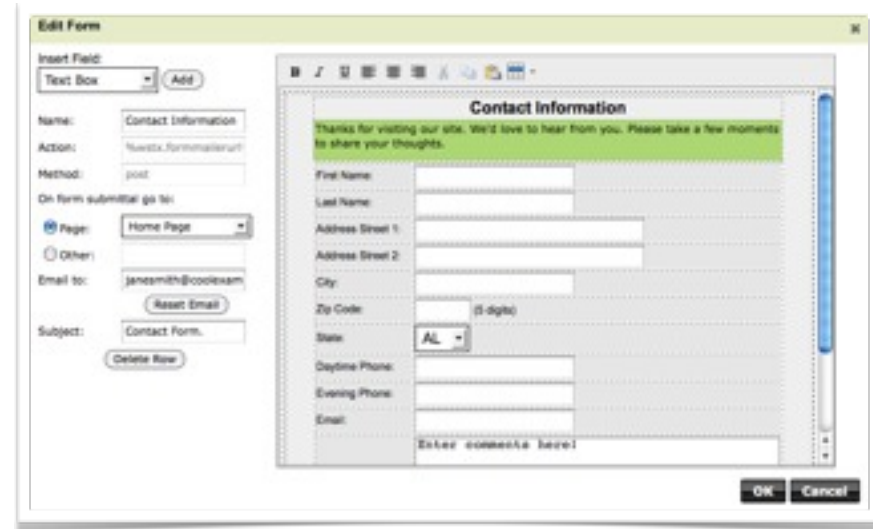 Edit Form
Insert Field:
Text Box
Add
Name:
Contact Information
Action:
Method:
post
On form submittal go to:
Page:
Home Page
Other:
Email to:
janesmith@coolexam
Reset Email
Subject:
Contact Form.
Delete Row
B I U
Contact Information
Thanks for visiting our site. We'd love to hear from you. Please take a few moments
to share your thoughts.
First Name:
Last Name:
Address Street 1:
Address Street 2:
City:
Zip Code:
(5 digits)
State:
AL
Daytime Phone:
Evening Phone:
Email:
Enter comments here!
OK
Cancel